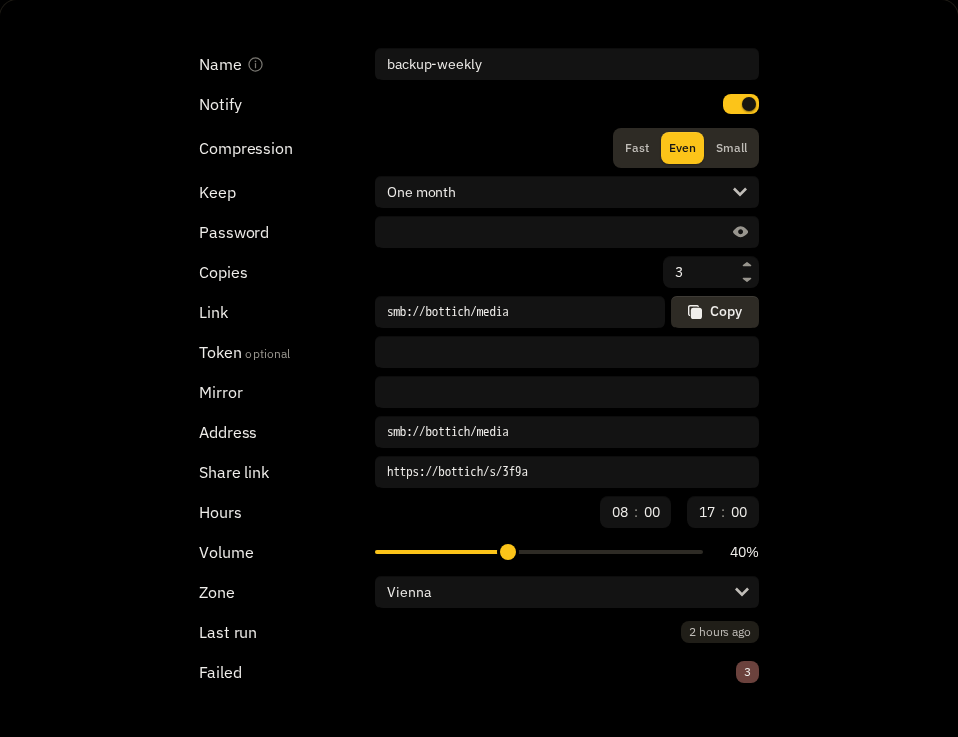 Name backup-weekly
Notify
Compression Fast Even Small
Keep One month
Password
Copies 3
Link smb://bottich/media Copy
Token optional
Mirror
Address smb://bottich/media
Share link https://bottich/s/3f9a
Hours 08 : 00 17 : 00
Volume 40%
Zone Vienna
Last run 2 hours ago
Failed 3